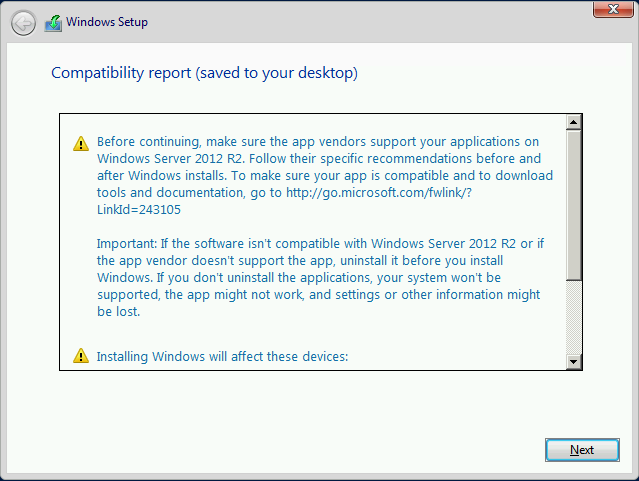 Windows Setup
Compatibility report (saved to your desktop)
Before continuing, make sure the app vendors support your applications on
Windows Server 2012 R2. Follow their specific recommendations before and
after Windows installs. To make sure your app is compatible and to download
tools and documentation, go to http://go.microsoft.com/fwlink/?
LinkId=243105
Important: If the software isn't compatible with Windows Server 2012 R2 or if
the app vendor doesn't support the app, uninstall it before you install
Windows. If you don't uninstall the applications, your system won't be
supported, the app might not work, and settings or other information might
be lost.
Installing Windows will affect these devices:
Next